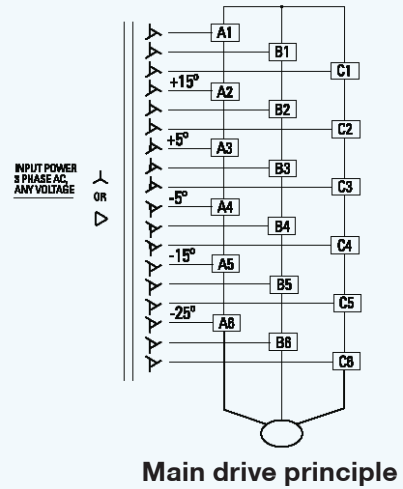 A1
B1
C1
+15°
A2
B2
C2
+5°
A3
B3
INPUT POWER
3 PHASE AC,
ANY VOLTAGE
OR
C3
-5°
A4
B4
C4
-15°
A5
B5
C5
-25°
A6
B6
C6
Main drive principle